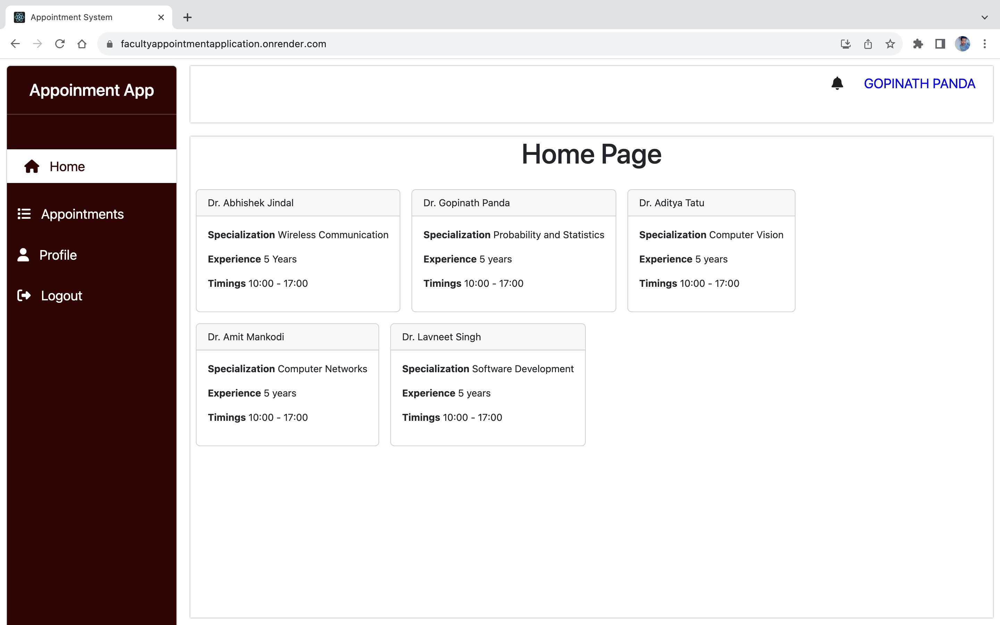 Appointment System
facultyappointmentapplication.onrender.com
Appoinment App
GOPINATH PANDA
Home
Appointments
Profile
Logout
Home Page
Dr. Abhishek Jindal
Specialization Wireless Communication
Experience 5 Years
Timings 10:00 - 17:00
Dr. Gopinath Panda
Specialization Probability and Statistics
Experience 5 years
Timings 10:00 - 17:00
Dr. Aditya Tatu
Specialization Computer Vision
Experience 5 years
Timings 10:00 - 17:00
Dr. Amit Mankodi
Specialization Computer Networks
Experience 5 years
Timings 10:00 - 17:00
Dr. Lavneet Singh
Specialization Software Development
Experience 5 years
Timings 10:00 - 17:00